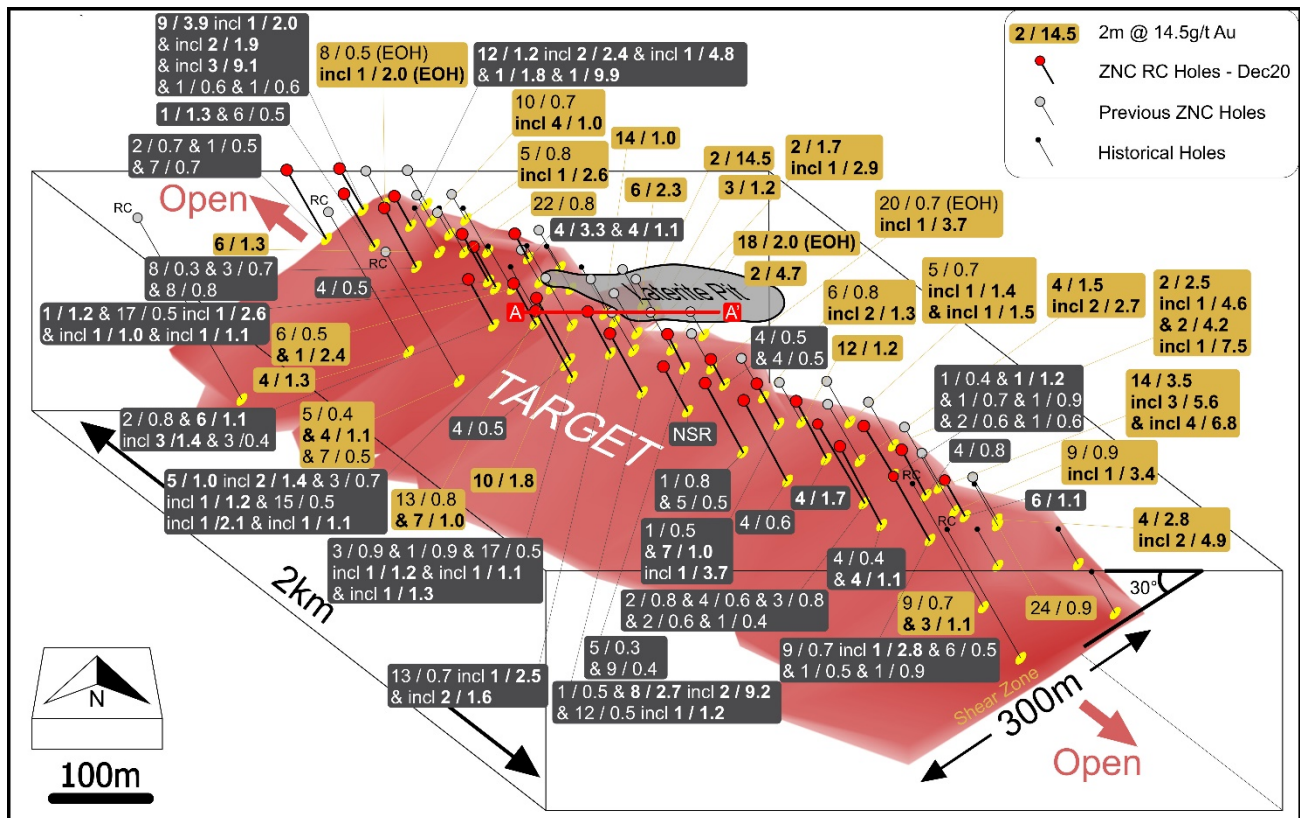 9 / 3.9 incl 1 / 2.0
& incl 2 / 1.9
& incl 3 / 9.1
& 1 / 0.6 & 1 / 0.6
8 / 0.5 (EOH)
incl 1 / 2.0 (EOH)
12 / 1.2 incl 2 / 2.4 & incl 1 / 4.8
& 1 / 1.8 & 1 / 9.9
2 / 14.5
2m @ 14.5g/t Au
ZNC RC Holes - Dec20
Previous ZNC Holes
Historical Holes
1 / 1.3 & 6 / 0.5
2 / 0.7 & 1 / 0.5
& 7 / 0.7
10 / 0.7
incl 4 / 1.0
14 / 1.0
5 / 0.8
incl 1 / 2.6
2 / 14.5
2 / 1.7
incl 1 / 2.9
6 / 2.3
3 / 1.2
22 / 0.8
20 / 0.7 (EOH)
incl 1 / 3.7
4 / 3.3 & 4 / 1.1
18 / 2.0 (EOH)
2 / 4.7
Open
RC
RC
RC
6 / 1.3
8 / 0.3 & 3 / 0.7
& 8 / 0.8
4 / 0.5
5 / 0.7
incl 1 / 1.4
& incl 1 / 1.5
4 / 1.5
incl 2 / 2.7
2 / 2.5
incl 1 / 4.6
& 2 / 4.2
incl 1 / 7.5
6 / 0.8
incl 2 / 1.3
Laterite Pit
A
A'
1 / 1.2 & 17 / 0.5 incl 1 / 2.6
& incl 1 / 1.0 & incl 1 / 1.1
6 / 0.5
& 1 / 2.4
4 / 1.3
4 / 0.5
& 4 / 0.5
12 / 1.2
1 / 0.4 & 1 / 1.2
& 1 / 0.7 & 1 / 0.9
& 2 / 0.6 & 1 / 0.6
14 / 3.5
incl 3 / 5.6
& incl 4 / 6.8
TARGET
2 / 0.8 & 6 / 1.1
incl 3 /1.4 & 3 /0.4
5 / 0.4
& 4 / 1.1
& 7 / 0.5
4 / 0.5
NSR
4 / 0.8
9 / 0.9
incl 1 / 3.4
5 / 1.0 incl 2 / 1.4 & 3 / 0.7
incl 1 / 1.2 & 15 / 0.5
incl 1 /2.1 & incl 1 / 1.1
13 / 0.8
& 7 / 1.0
10 / 1.8
1 / 0.8
& 5 / 0.5
4 / 1.7
RC
RC
6 / 1.1
4 / 0.6
4 / 2.8
incl 2 / 4.9
1 / 0.5
& 7 / 1.0
incl 1 / 3.7
3 / 0.9 & 1 / 0.9 & 17 / 0.5
incl 1 / 1.2 & incl 1 / 1.1
& incl 1 / 1.3
4 / 0.4
& 4 / 1.1
30°
2km
2 / 0.8 & 4 / 0.6 & 3 / 0.8
& 2 / 0.6 & 1 / 0.4
9 / 0.7
& 3 / 1.1
24 / 0.9
5 / 0.3
& 9 / 0.4
9 / 0.7 incl 1 / 2.8 & 6 / 0.5
& 1 / 0.5 & 1 / 0.9
13 / 0.7 incl 1 / 2.5
& incl 2 / 1.6
1 / 0.5 & 8 / 2.7 incl 2 / 9.2
& 12 / 0.5 incl 1 / 1.2
Shear Zone
300m
Open
N
100m